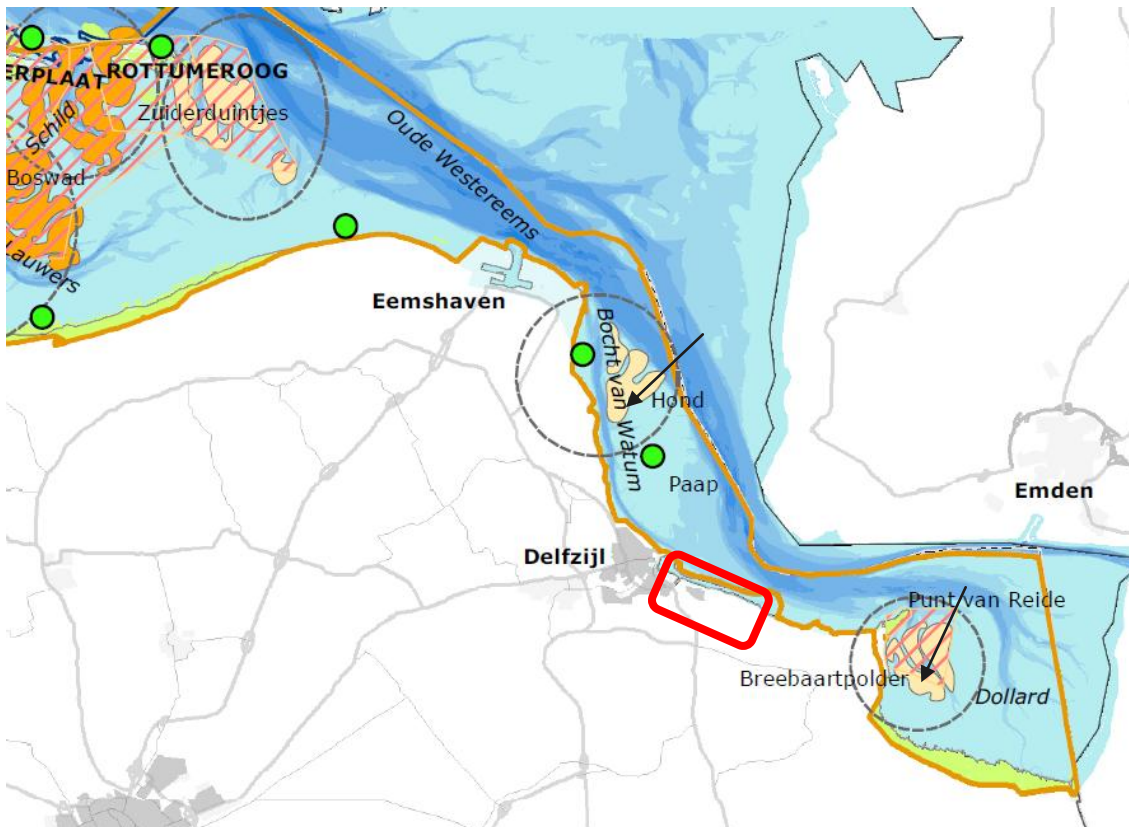 ERPLAAT
ROTTUMEROOG
Zuiderduintjes
Schild
Boswad
Lauwers
Oude Westereems
Eemshaven
Bocht van Watum
Hond
Paap
Emden
Delfzijl
Punt van Reide
Breebaartpolder
Dollard